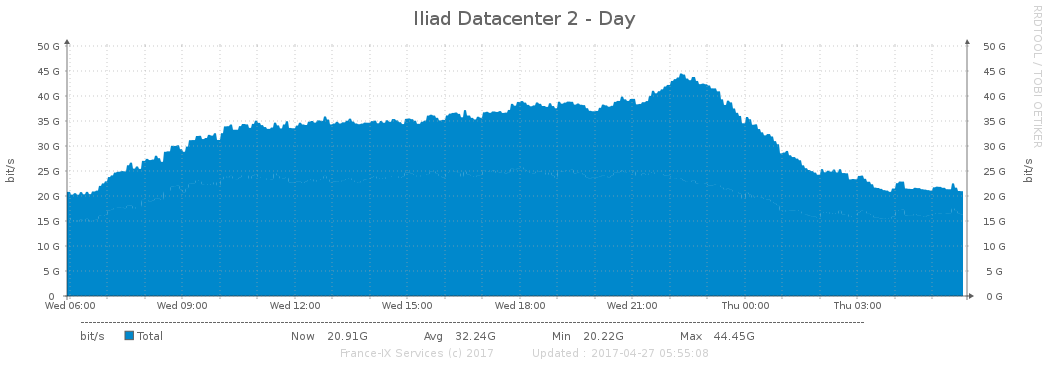 Iliad Datacenter 2 - Day
RRDTOOL / TOBI OETIKER
50 G 50 G
45 G 45 G
40 G 40 G
35 G 35 G
30 G 30 G
25 G 25 G
20 G 20 G
15 G 15 G
10 G 10 G
5 G 5 G
0 0 G
bit/s bit/s
Wed 06:00 Wed 09:00 Wed 12:00 Wed 15:00 Wed 18:00 Wed 21:00 Thu 00:00 Thu 03:00
bit/s Total Now 20.91G Avg 32.24G Min 20.22G Max 44.45G
France-IX Services (c) 2017 Updated : 2017-04-27 05:55:08